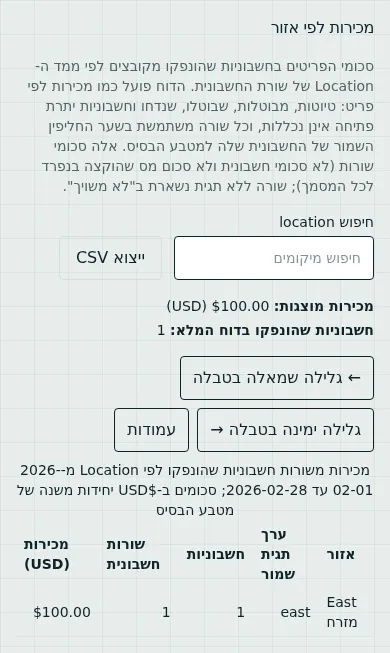 מכירות לפי אזור
סכומי הפריטים בחשבוניות שהונפקו מקובצים לפי ממד ה-
Location של שורת החשבונית. הדוח פועל כמו מכירות לפי
פריט: טיוטות, מבוטלות, שבוטלו, שנדחו וחשבוניות יתרת
פתיחה אינן נכללות, וכל שורה משתמשת בשער החליפין
השמור של החשבונית שלה למטבע הבסיס. אלה סכומי
שורות (לא סכומי חשבונית ולא סכום מס שהוקצה בנפרד
לכל המסמך); שורה ללא תגית נשארת ב"לא משויך".
חיפוש location
חיפוש מיקומים
ייצוא CSV
מכירות מוצגות: $100.00 (USD)
חשבוניות שהונפקו בדוח המלא: 1
← גלילה שמאלה בטבלה
גלילה ימינה בטבלה →
עמודות
מכירות משורות חשבוניות שהונפקו לפי Location מ-2026-
02-01 עד 2026-02-28; סכומים ב-$USD יחידות משנה של
מטבע הבסיס
אזור
ערך תגית שמור
חשבוניות
שורות חשבונית
מכירות (USD)
East מזרח
east
1
1
$100.00